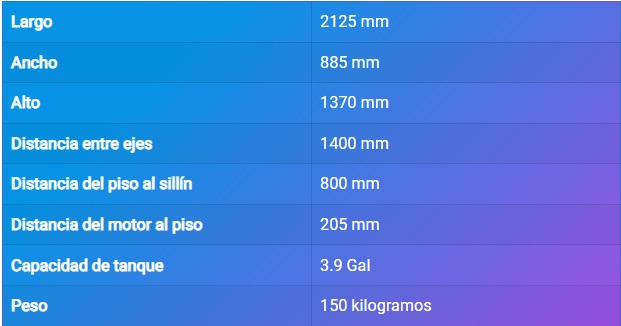 Largo 2125 mm
Ancho 885 mm
Alto 1370 mm
Distancia entre ejes 1400 mm
Distancia del piso al sillín 800 mm
Distancia del motor al piso 205 mm
Capacidad de tanque 3.9 Gal
Peso 150 kilogramos